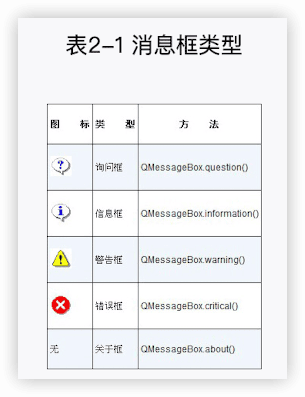 表2-1 消息框类型
图 标 类 型 方 法
询问框 QMessageBox.question()
信息框 QMessageBox.information()
警告框 QMessageBox.warning()
错误框 QMessageBox.critical()
无 关于框 QMessageBox.about()